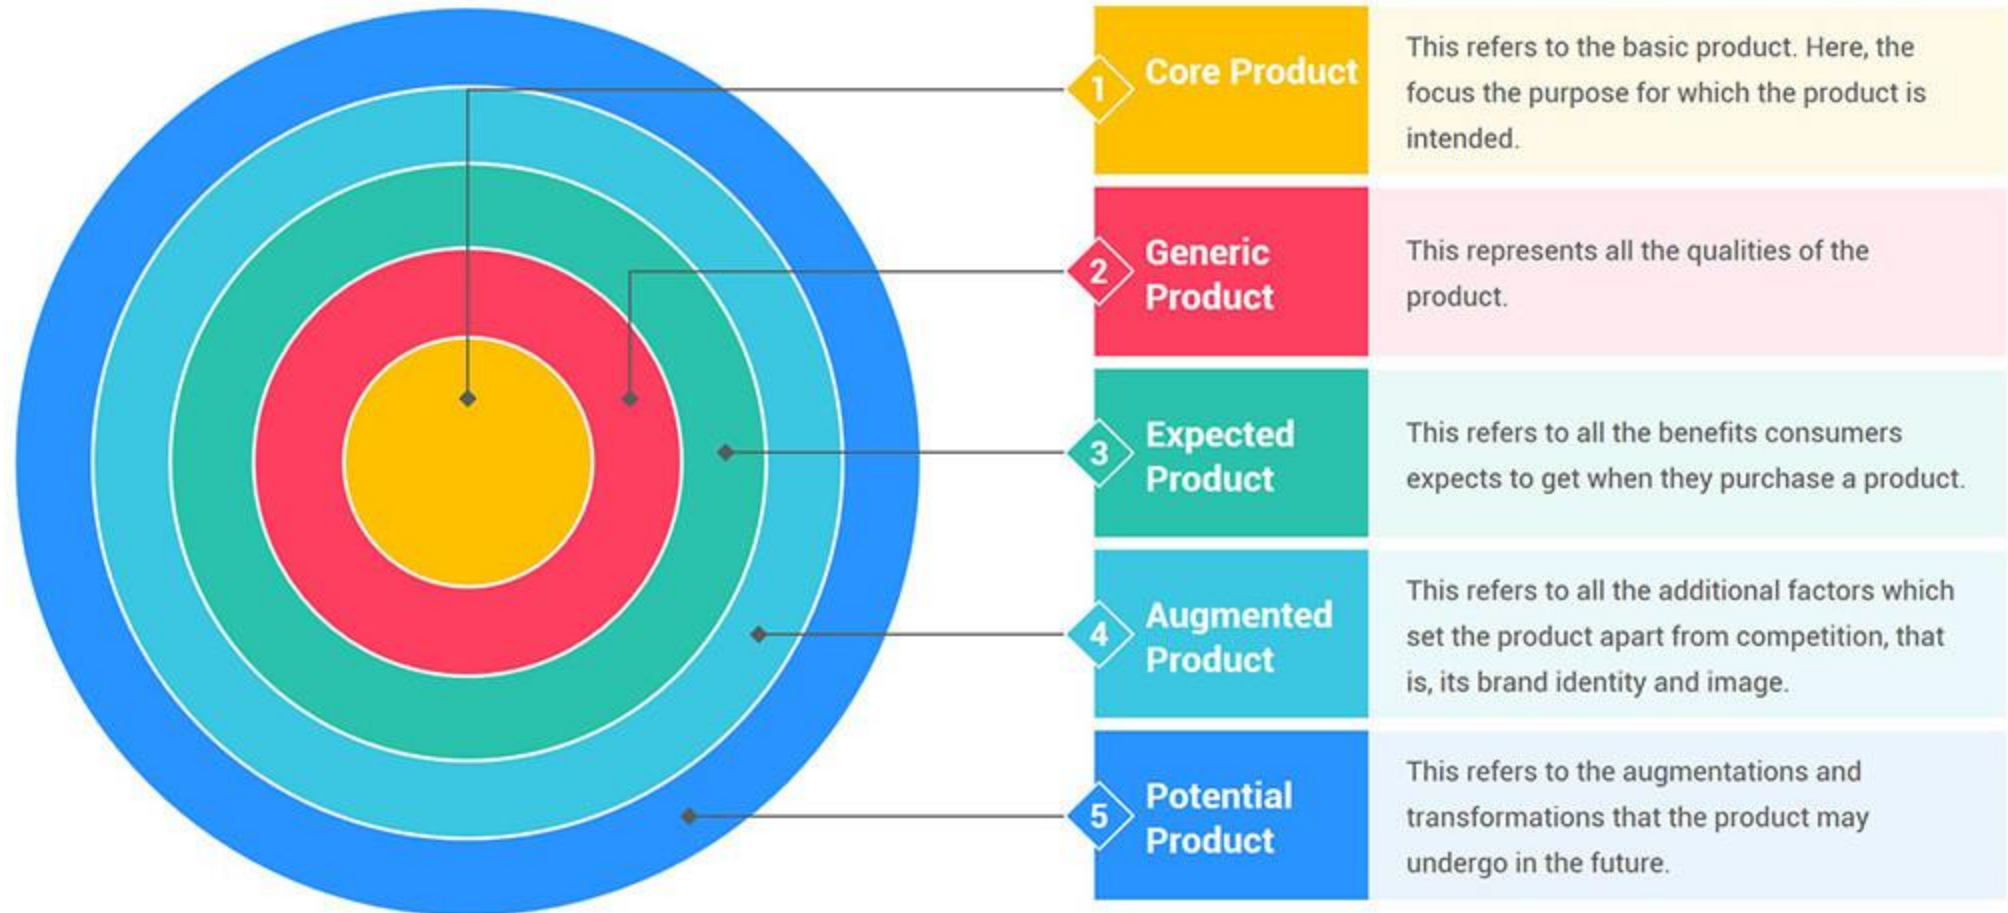 1
Core Product
This refers to the basic product. Here, the
focus the purpose for which the product is
intended.
2
Generic
Product
This represents all the qualities of the
product.
3
Expected
Product
This refers to all the benefits consumers
expects to get when they purchase a product.
4
Augmented
Product
This refers to all the additional factors which
set the product apart from competition, that
is, its brand identity and image.
5
Potential
Product
This refers to the augmentations and
transformations that the product may
undergo in the future.